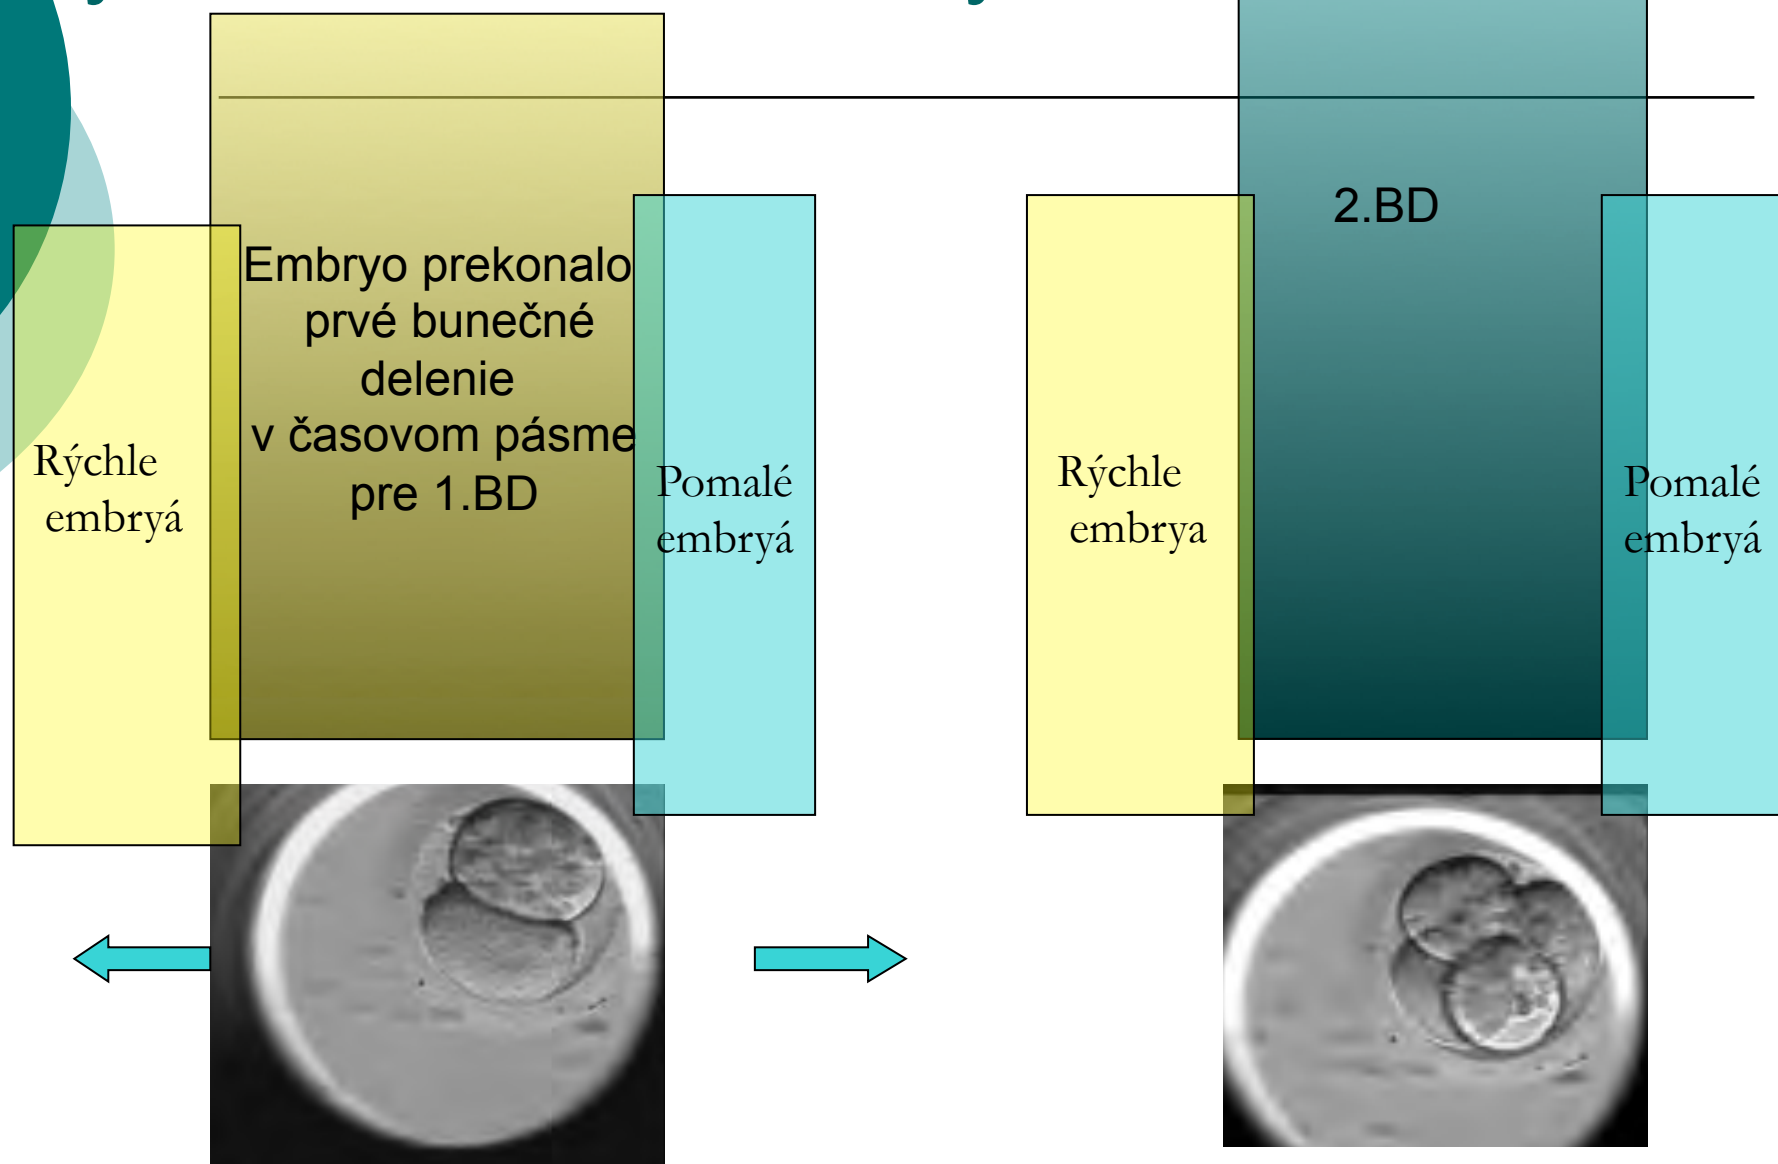 Embryo prekonalo
prvé bunečné
delenie
v časovom pásme
pre 1.BD
Rýchle
embryá
Pomalé
embryá
2.BD
Rýchle
embrya
Pomalé
embryá